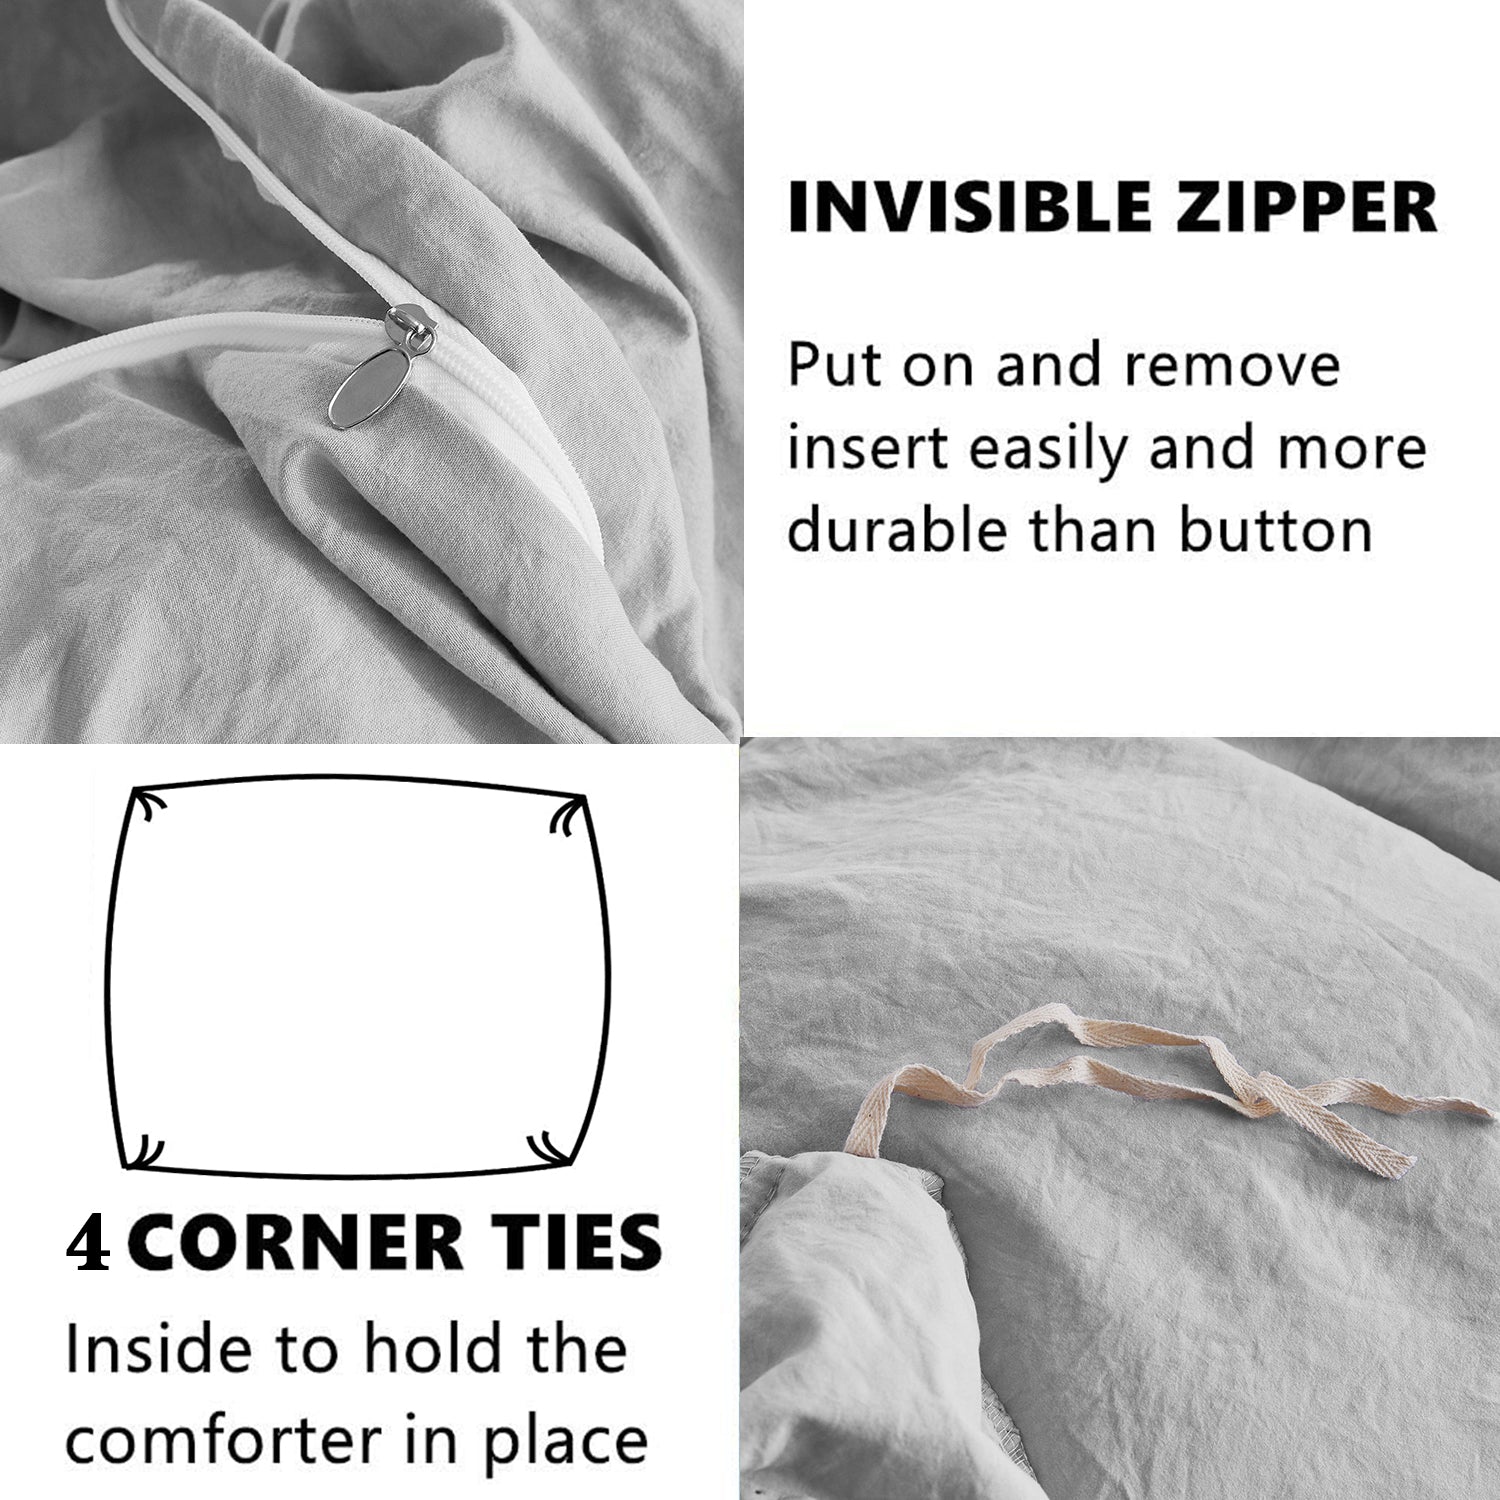 INVISIBLE ZIPPER
Put on and remove
insert easily and more
durable than button
4 CORNER TIES
Inside to hold the
comforter in place